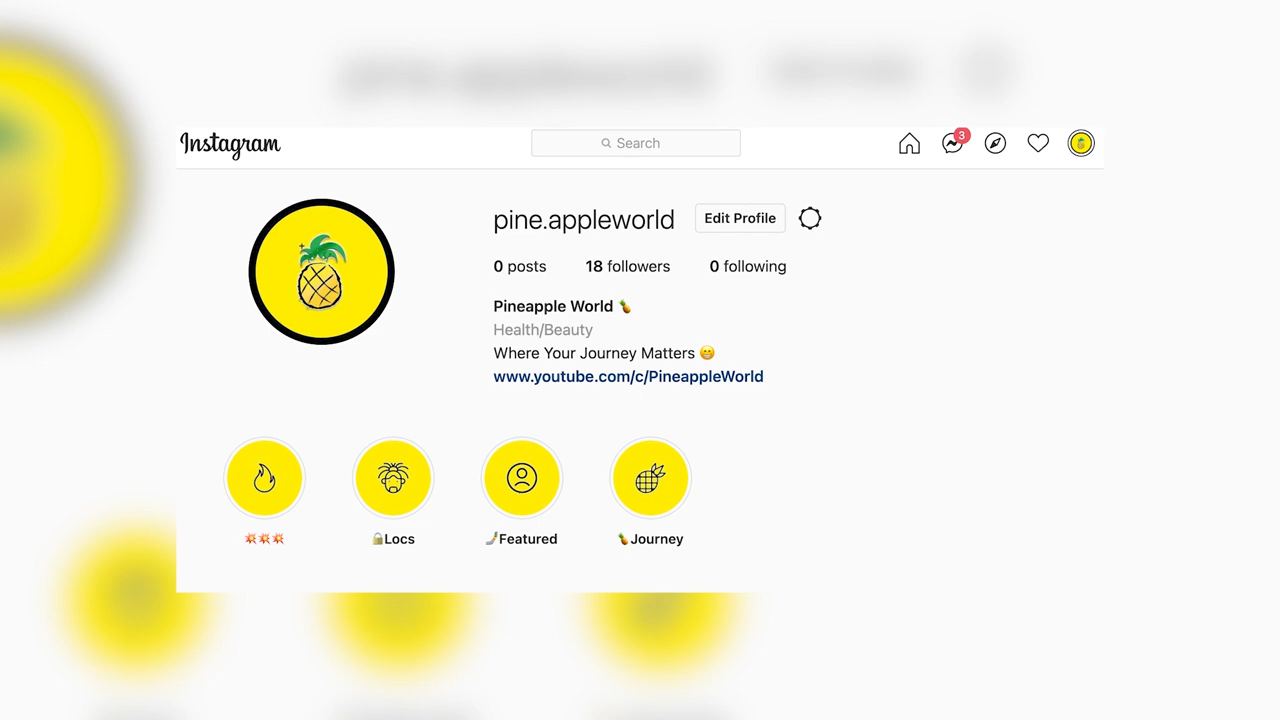 Instagram
Search
3
pine.appleworld
Edit Profile
0 posts 18 followers 0 following
Pineapple World 🍍
Health/Beauty
Where Your Journey Matters 😁
www.youtube.com/c/PineappleWorld
💥💥💥 🔒Locs 🤳Featured 🍍Journey